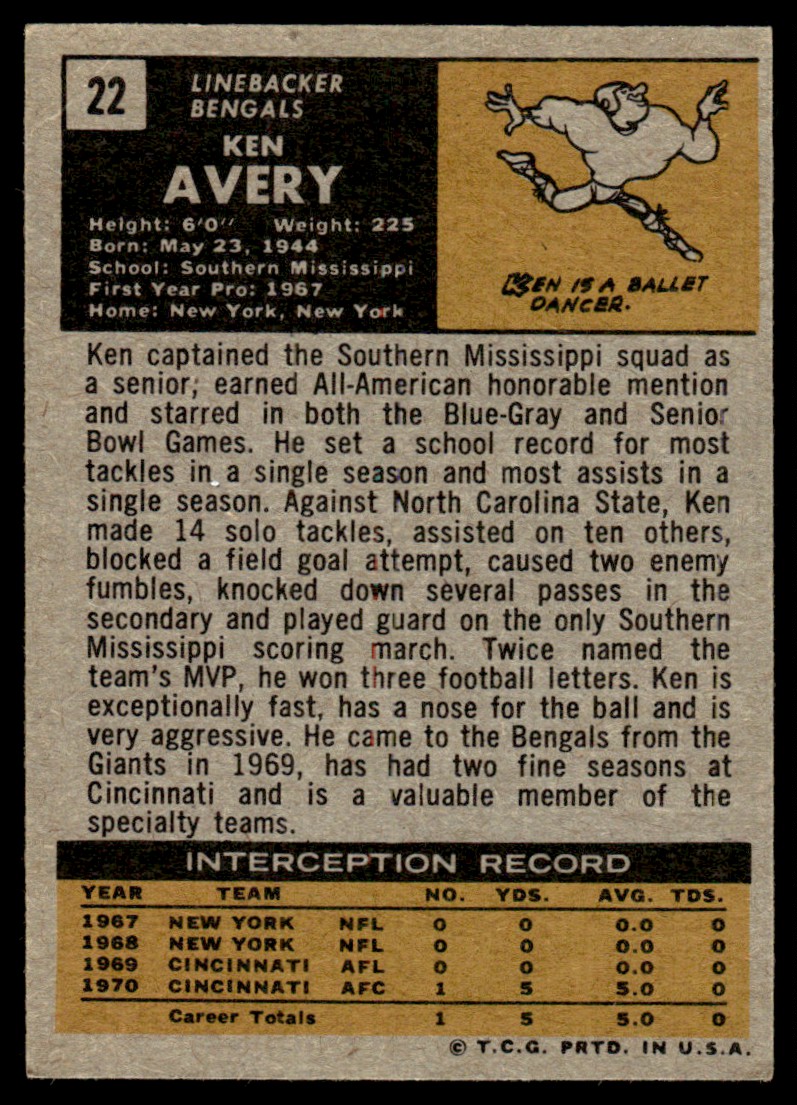 22
LINEBACKER
BENGALS
KEN
AVERY
Height: 6'0'' Weight: 225
Born: May 23, 1944
School: Southern Mississippi
First Year Pro: 1967
Home: New York, New York
KEN IS A BALLET
DANCER.
Ken captained the Southern Mississippi squad as
a senior, earned All-American honorable mention
and starred in both the Blue-Gray and Senior
Bowl Games. He set a school record for most
tackles in a single season and most assists in a
single season. Against North Carolina State, Ken
made 14 solo tackles, assisted on ten others,
blocked a field goal attempt, caused two enemy
fumbles, knocked down several passes in the
secondary and played guard on the only Southern
Mississippi scoring march. Twice named the
team's MVP, he won three football letters. Ken is
exceptionally fast, has a nose for the ball and is
very aggressive. He came to the Bengals from the
Giants in 1969, has had two fine seasons at
Cincinnati and is a valuable member of the
specialty teams.
INTERCEPTION RECORD
YEAR TEAM NO. YDS. AVG. TDS.
1967 NEW YORK NFL 0 0 0.0 0
1968 NEW YORK NFL 0 0 0.0 0
1969 CINCINNATI AFL 0 0 0.0 0
1970 CINCINNATI AFC 1 5 5.0 0
Career Totals 1 5 5.0 0
© T.C.G. PRTD. IN U.S.A.